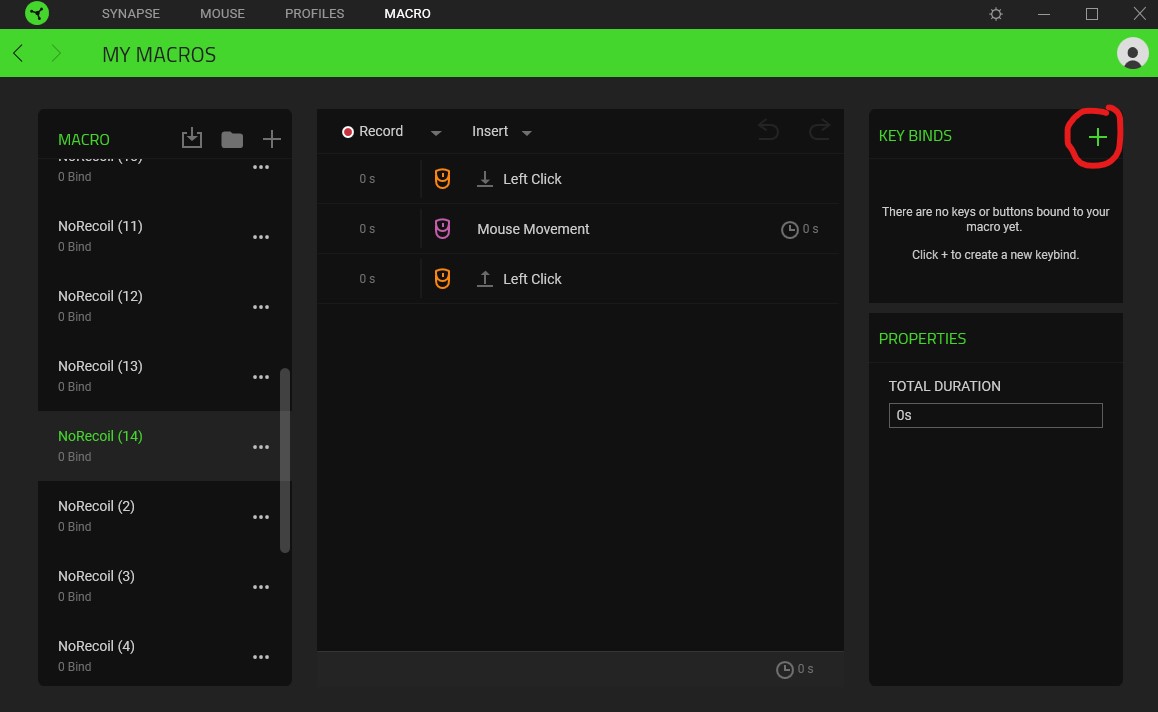 SYNAPSE MOUSE PROFILES MACRO
MY MACROS
MACRO
0 Bind
NoRecoil (11)
0 Bind
NoRecoil (12)
0 Bind
NoRecoil (13)
0 Bind
NoRecoil (14)
0 Bind
NoRecoil (2)
0 Bind
NoRecoil (3)
0 Bind
NoRecoil (4)
0 Bind
Record Insert
0 s Left Click
0 s Mouse Movement 0 s
0 s Left Click
0 s
KEY BINDS
There are no keys or buttons bound to your
macro yet.
Click + to create a new keybind.
PROPERTIES
TOTAL DURATION
0s